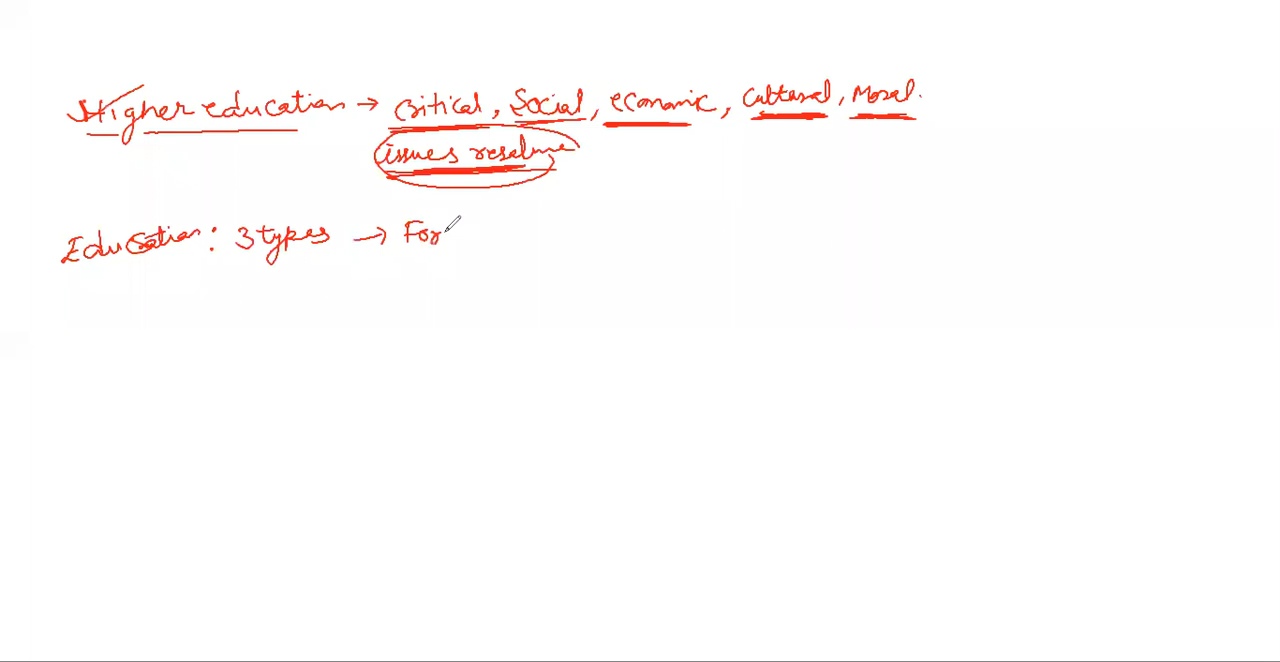 Higher education → Critical, Social, economic, Cultural, Moral.
issues resolve
Education: 3 types → For